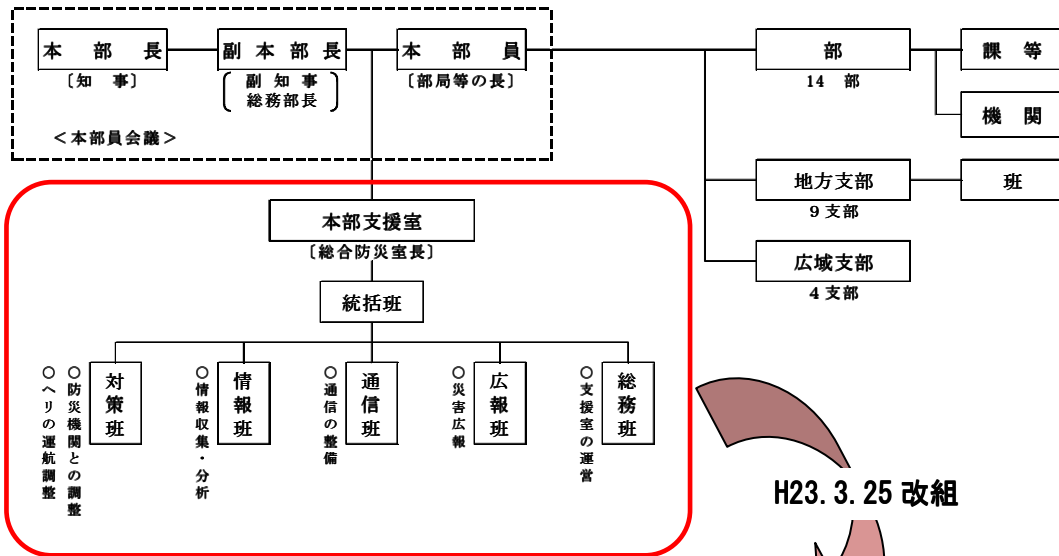 本部長
〔知 事〕
副本部長
副 知 事
総務部長
本部員
〔部局等の長〕
<本部員会議>
部
14 部
課 等
機 関
地方支部
9 支部
班
広域支部
4 支部
本部支援室
〔総合防災室長〕
統括班
対策班
○防災機関との調整
○ヘリの運航調整
情報班
○情報収集・分析
通信班
○通信の整備
広報班
○災害広報
総務班
○支援室の運営
H23.3.25 改組